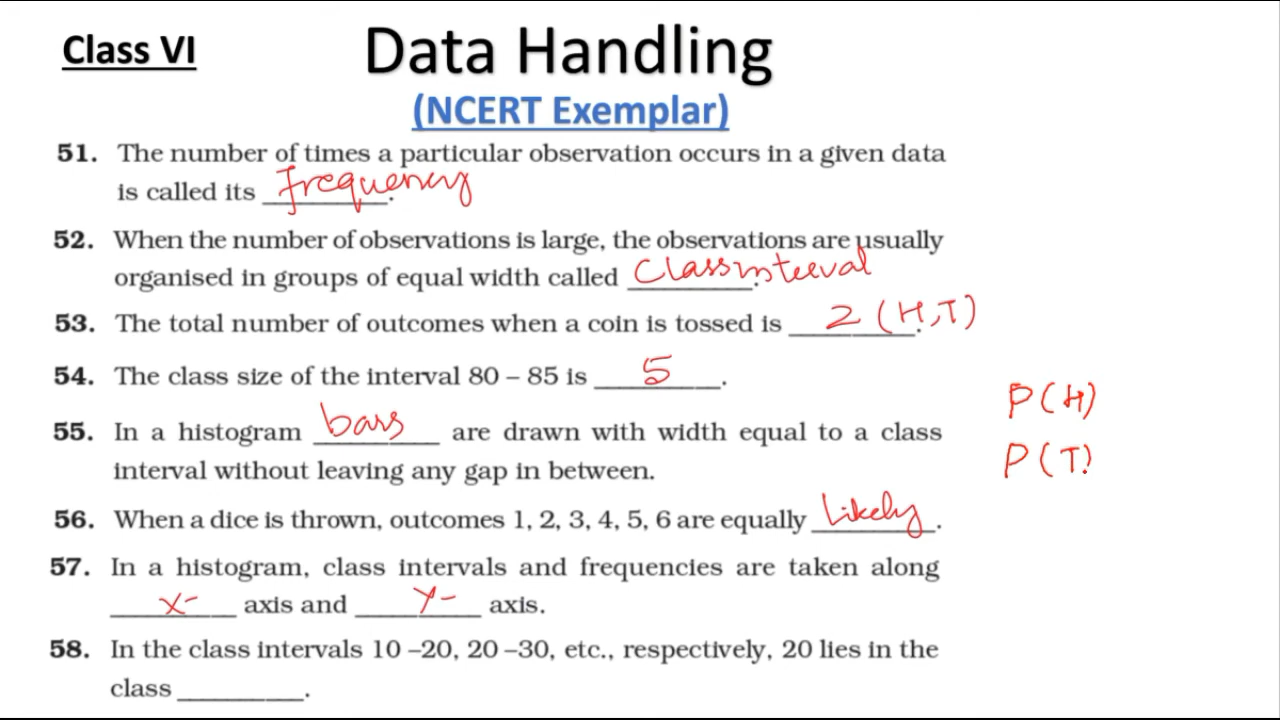 Class VI
Data Handling
(NCERT Exemplar)
51. The number of times a particular observation occurs in a given data
is called its frequency.
52. When the number of observations is large, the observations are usually
organised in groups of equal width called Class interval.
53. The total number of outcomes when a coin is tossed is 2 (H,T).
54. The class size of the interval 80 – 85 is 5.
P(H)
55. In a histogram bars are drawn with width equal to a class
P(T)
interval without leaving any gap in between.
56. When a dice is thrown, outcomes 1, 2, 3, 4, 5, 6 are equally likely.
57. In a histogram, class intervals and frequencies are taken along
x- axis and y- axis.
58. In the class intervals 10 –20, 20 –30, etc., respectively, 20 lies in the
class ________.